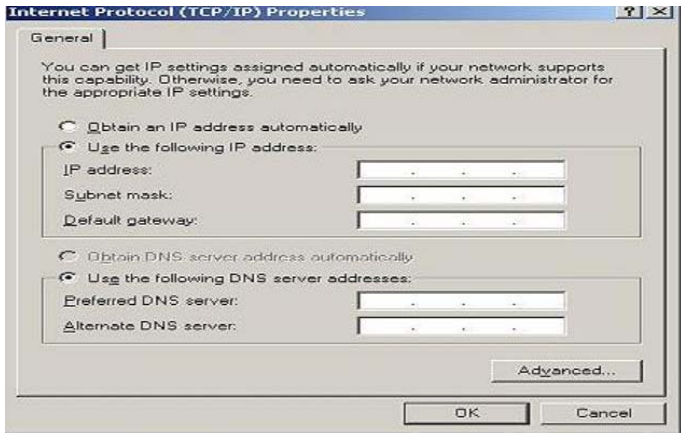 Internet Protocol (TCP/IP) Properties
General
You can get IP settings assigned automatically if your network supports
this capability. Otherwise, you need to ask your network administrator for
the appropriate IP settings.
Obtain an IP address automatically
Use the following IP address:
IP address:
Subnet mask:
Default gateway:
Obtain DNS server address automatically
Use the following DNS server addresses:
Preferred DNS server:
Alternate DNS server:
Advanced...
OK Cancel